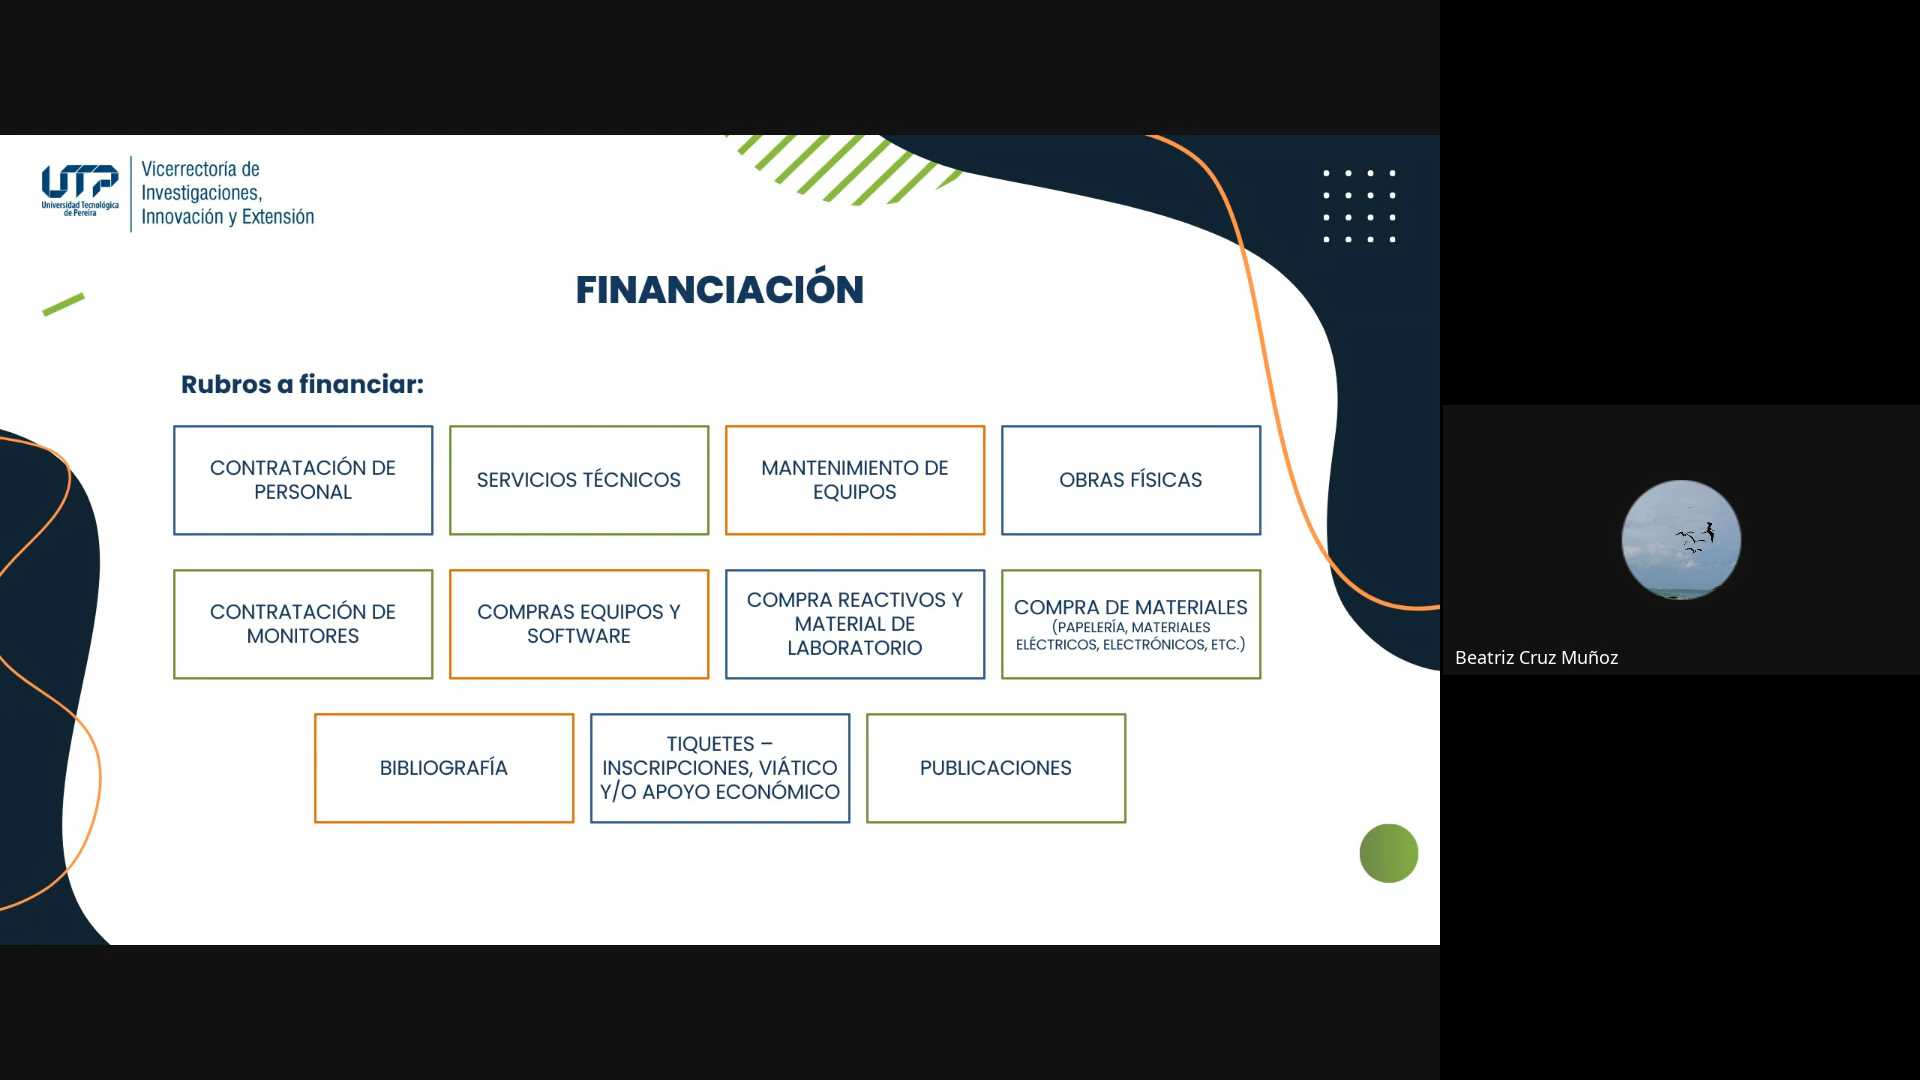 UTP
Universidad Tecnológica
de Pereira
Vicerrectoría de
Investigaciones,
Innovación y Extensión
FINANCIACIÓN
Rubros a financiar:
CONTRATACIÓN DE
PERSONAL
SERVICIOS TÉCNICOS
MANTENIMIENTO DE
EQUIPOS
OBRAS FÍSICAS
CONTRATACIÓN DE
MONITORES
COMPRAS EQUIPOS Y
SOFTWARE
COMPRA REACTIVOS Y
MATERIAL DE
LABORATORIO
COMPRA DE MATERIALES
(PAPELERÍA, MATERIALES
ELÉCTRICOS, ELECTRÓNICOS, ETC.)
BIBLIOGRAFÍA
TIQUETES –
INSCRIPCIONES, VIÁTICO
Y/O APOYO ECONÓMICO
PUBLICACIONES
Beatriz Cruz Muñoz